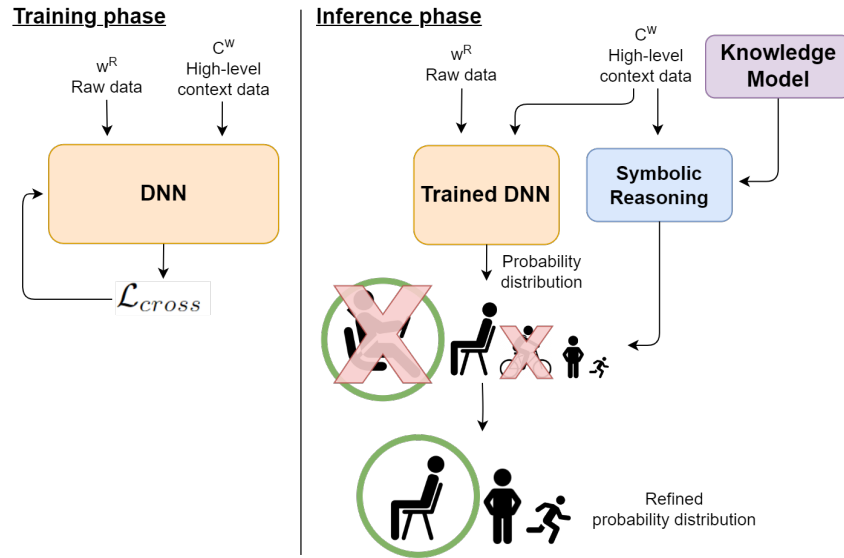 Training phase
w^R
Raw data
C^W
High-level
context data
DNN
ℒ_cross
Inference phase
w^R
Raw data
C^W
High-level
context data
Knowledge
Model
Trained DNN
Symbolic
Reasoning
Probability
distribution
Refined
probability distribution